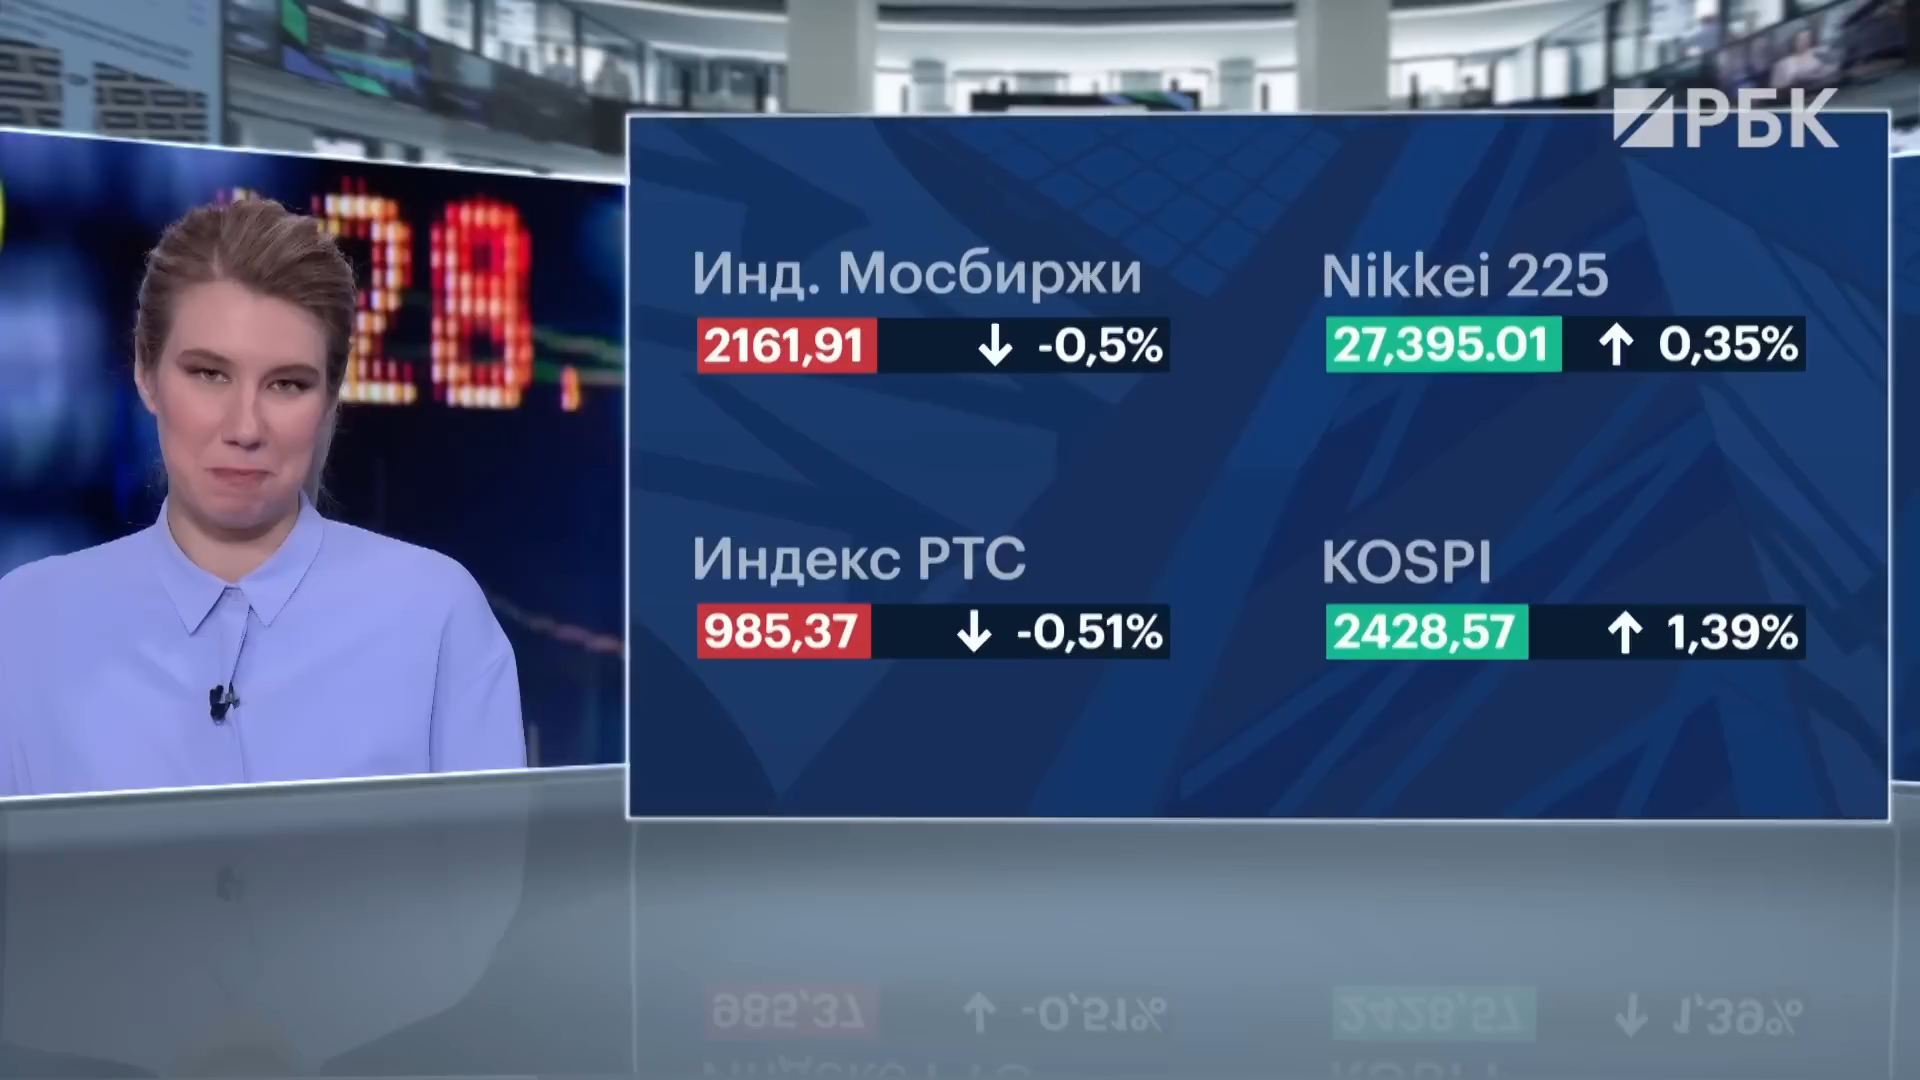 РБК
28.
Инд. Мосбиржи
2161,91 ↓ -0,5%
Nikkei 225
27,395.01 ↑ 0,35%
Индекс РТС
985,37 ↓ -0,51%
KOSPI
2428,57 ↑ 1,39%